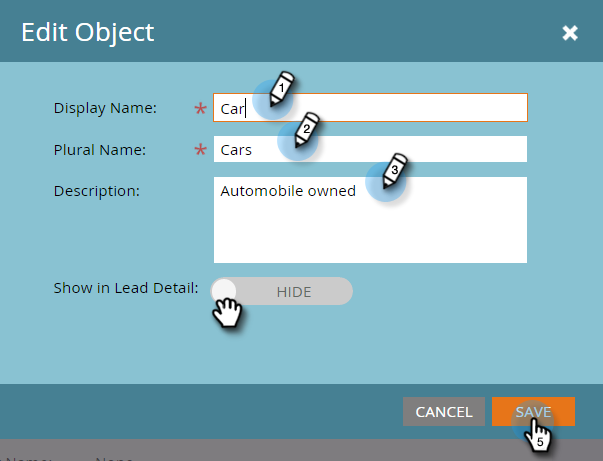 Edit Object
Display Name: * Car 1
Plural Name: * Cars 2
Description: Automobile owned 3
Show in Lead Detail: HIDE
CANCEL SAVE
5